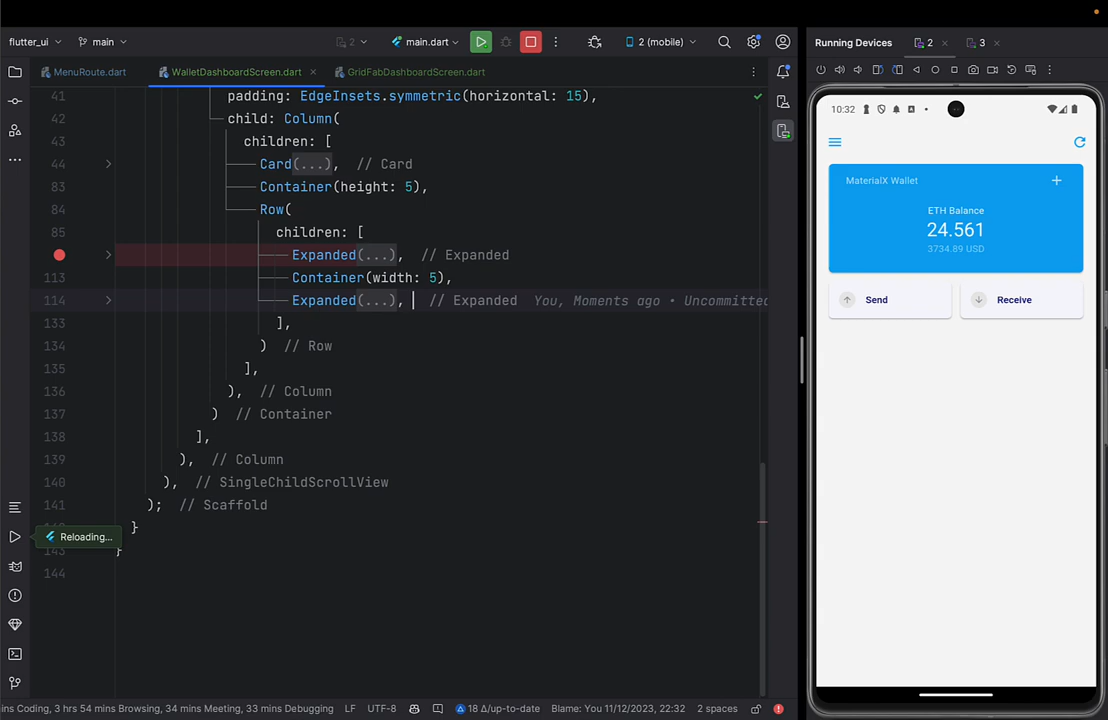 flutter_ui
main
2
main.dart
2 (mobile)
Running Devices
2
3
MenuRoute.dart
WalletDashboardScreen.dart
GridFabDashboardScreen.dart
41 padding: EdgeInsets.symmetric(horizontal: 15),
42 child: Column(
43 children: [
44 Card(...), // Card
83 Container(height: 5),
84 Row(
85 children: [
Expanded(...), // Expanded
113 Container(width: 5),
114 Expanded(...), // Expanded You, Moments ago • Uncommitted
133 ],
134 ) // Row
135 ],
136 ), // Column
137 ) // Container
138 ],
139 ), // Column
140 ), // SingleChildScrollView
141 ); // Scaffold
}
Reloading...
143 }
144
10:32
MaterialX Wallet
ETH Balance
24.561
3734.89 USD
Send
Receive
ins Coding, 3 hrs 54 mins Browsing, 34 mins Meeting, 33 mins Debugging
LF
UTF-8
18 Δ/up-to-date
Blame: You 11/12/2023, 22:32
2 spaces